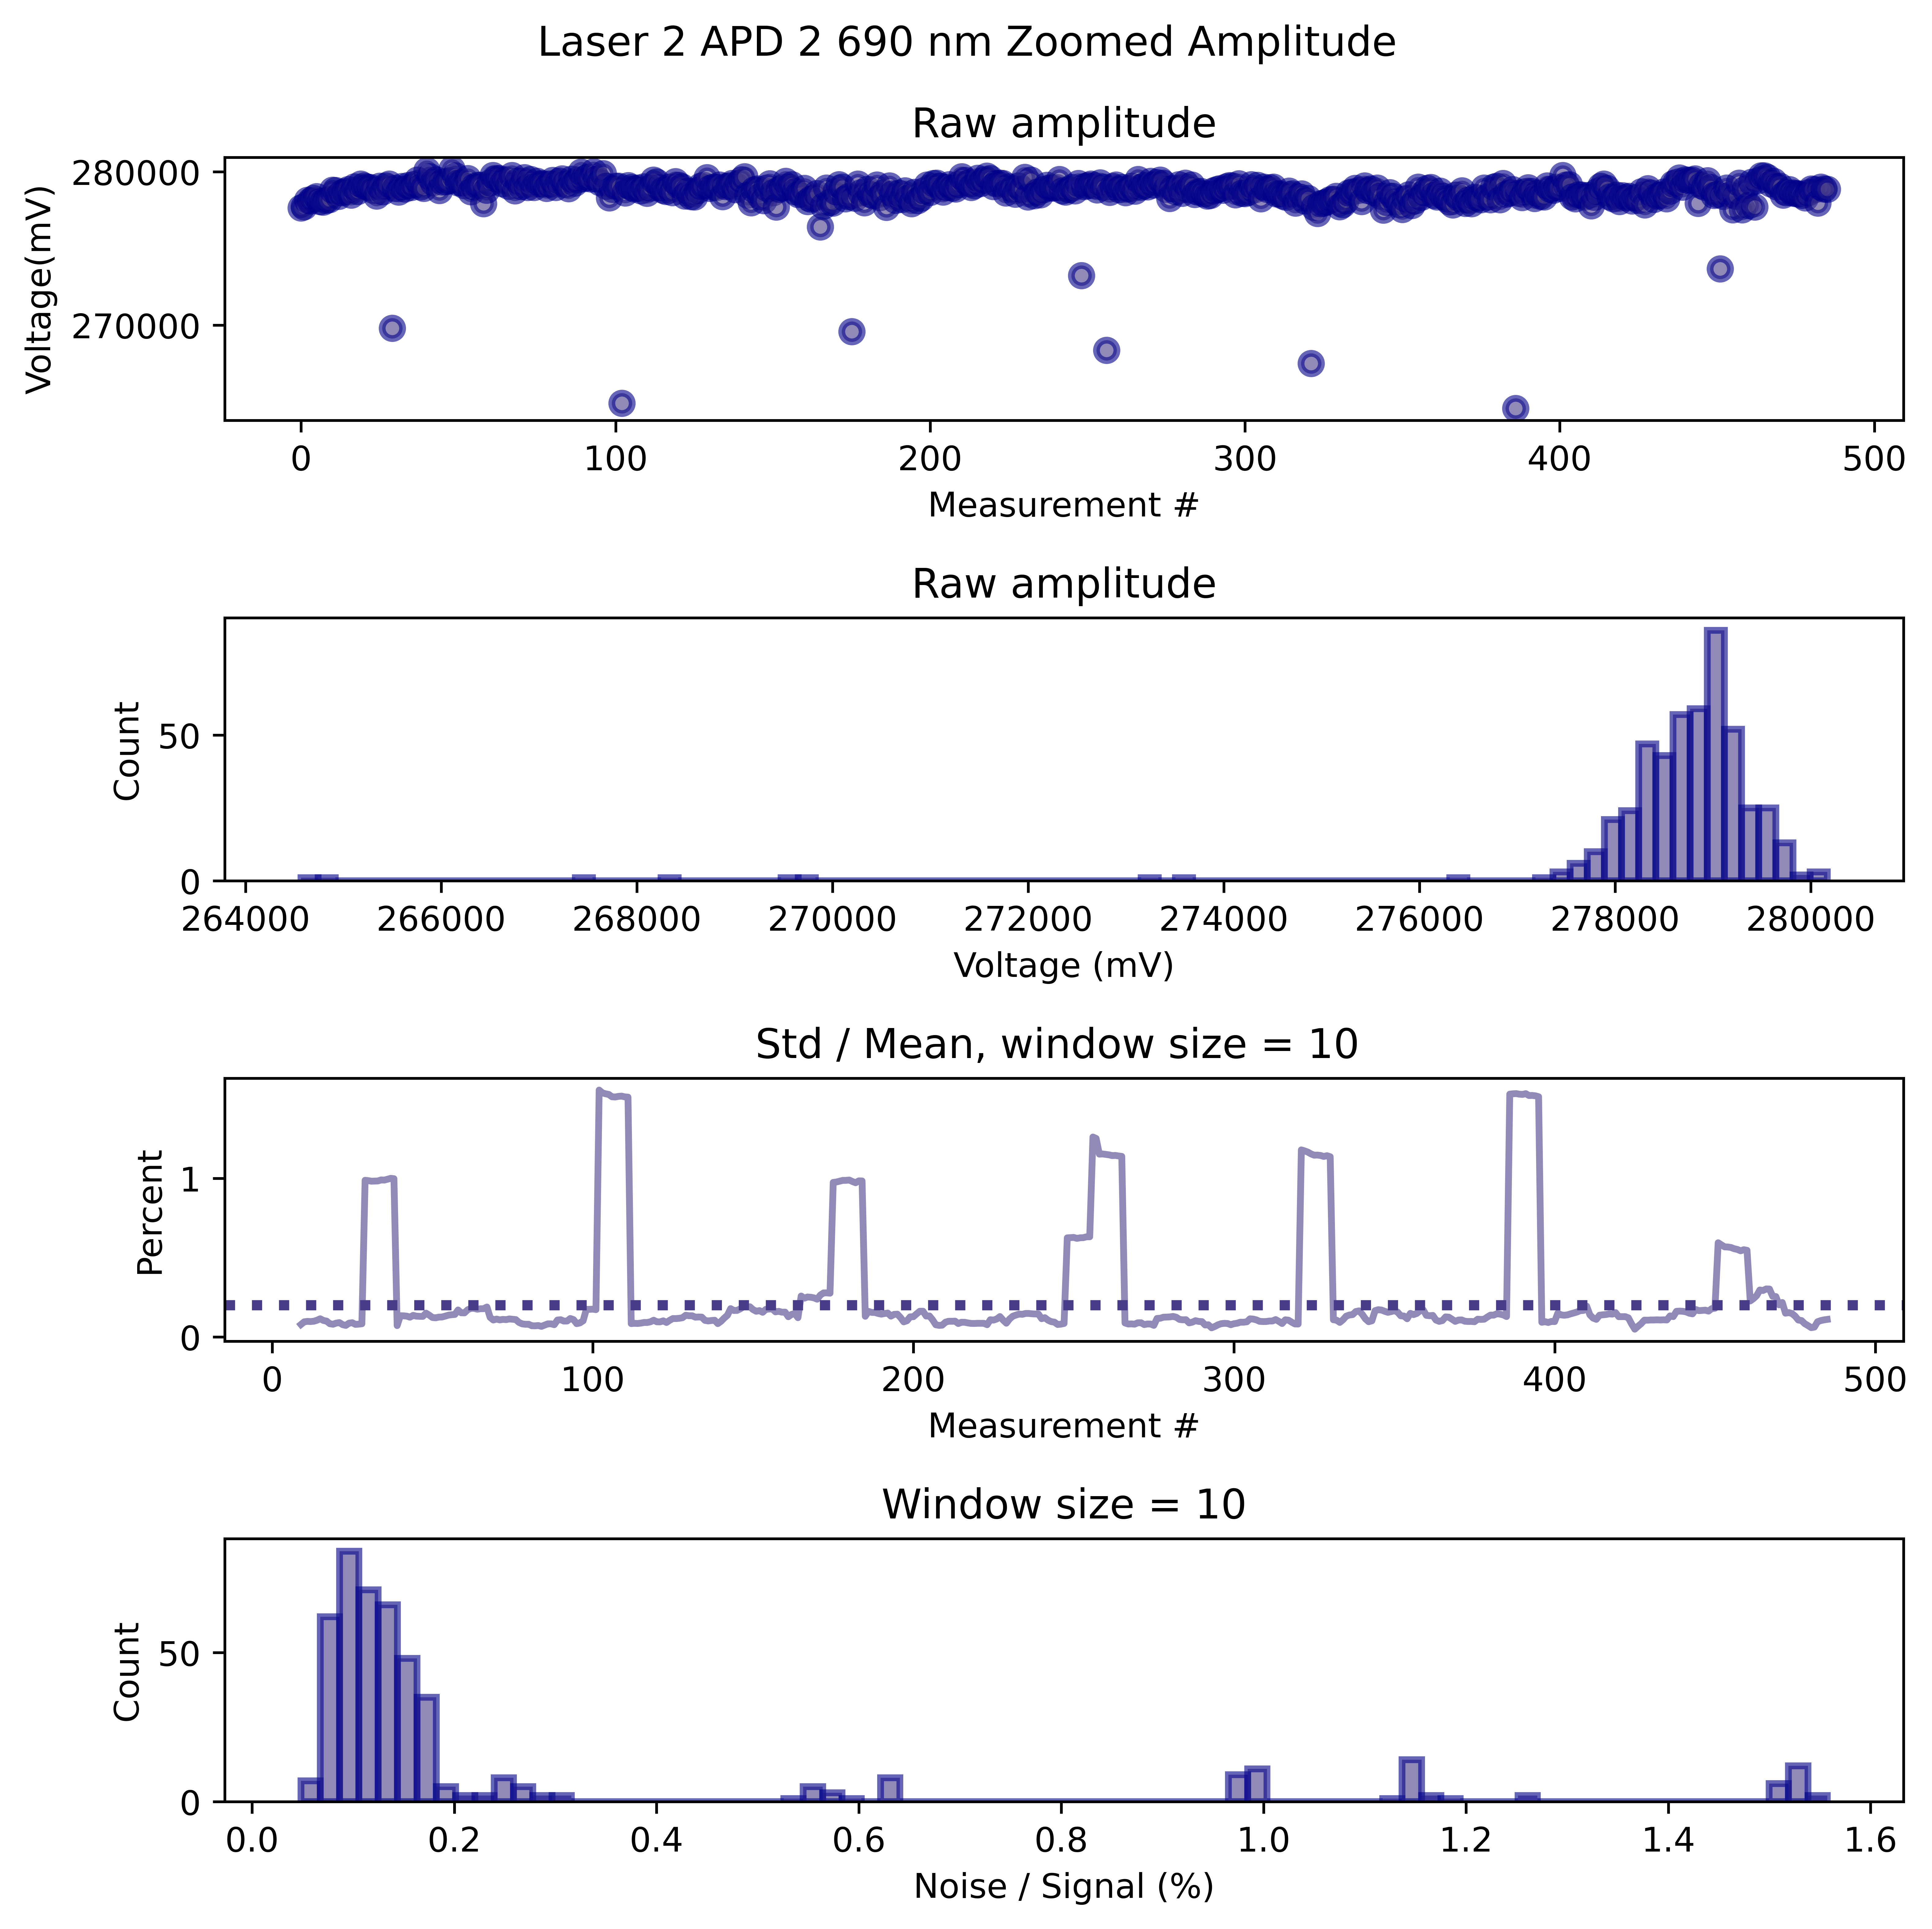 Laser 2 APD 2 690 nm Zoomed Amplitude
Raw amplitude
Voltage(mV)
280000
270000
0 100 200 300 400 500
Measurement #
Raw amplitude
Count
50
0
264000 266000 268000 270000 272000 274000 276000 278000 280000
Voltage (mV)
Std / Mean, window size = 10
Percent
1
0
0 100 200 300 400 500
Measurement #
Window size = 10
Count
50
0
0.0 0.2 0.4 0.6 0.8 1.0 1.2 1.4 1.6
Noise / Signal (%)